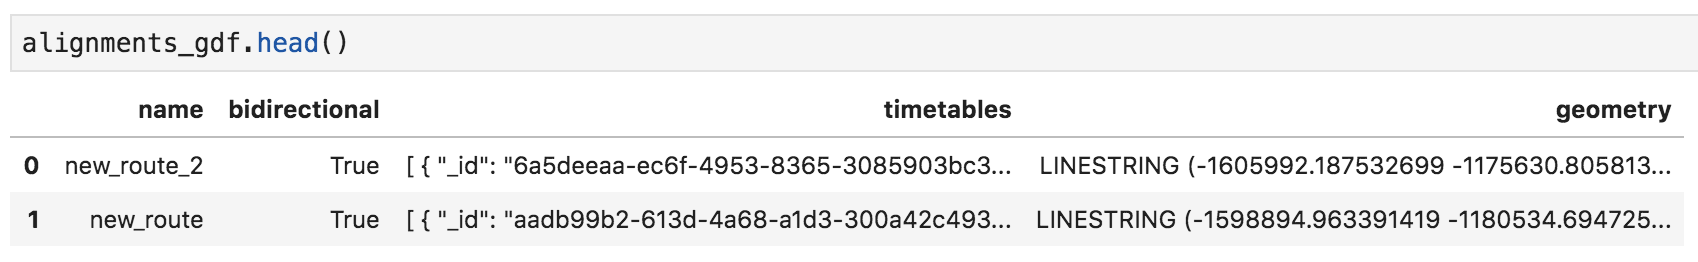 alignments_gdf.head()
name bidirectional timetables geometry
0 new_route_2 True [ { "_id": "6a5deeaa-ec6f-4953-8365-3085903bc3... LINESTRING (-1605992.187532699 -1175630.805813...
1 new_route True [ { "_id": "aadb99b2-613d-4a68-a1d3-300a42c493... LINESTRING (-1598894.963391419 -1180534.694725...